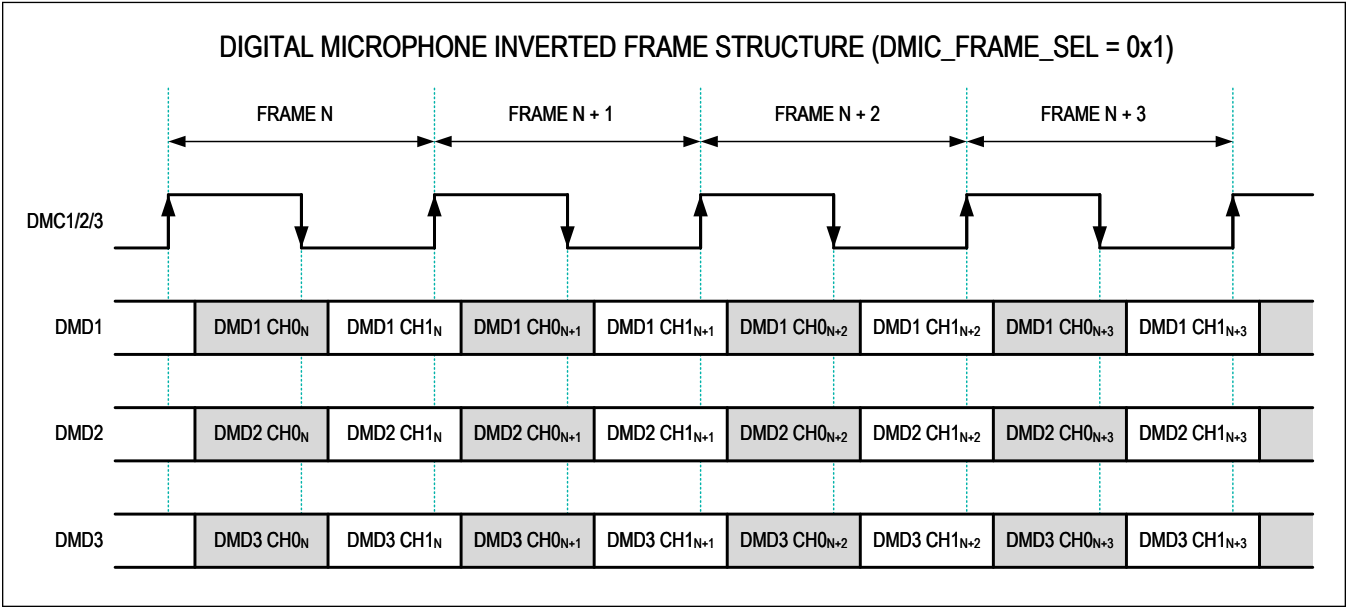 DIGITAL MICROPHONE INVERTED FRAME STRUCTURE (DMIC_FRAME_SEL = 0x1)
FRAME N FRAME N + 1 FRAME N + 2 FRAME N + 3
DMC1/2/3
DMD1 DMD1 CH0N DMD1 CH1N DMD1 CH0N+1 DMD1 CH1N+1 DMD1 CH0N+2 DMD1 CH1N+2 DMD1 CH0N+3 DMD1 CH1N+3
DMD2 DMD2 CH0N DMD2 CH1N DMD2 CH0N+1 DMD2 CH1N+1 DMD2 CH0N+2 DMD2 CH1N+2 DMD2 CH0N+3 DMD2 CH1N+3
DMD3 DMD3 CH0N DMD3 CH1N DMD3 CH0N+1 DMD3 CH1N+1 DMD3 CH0N+2 DMD3 CH1N+2 DMD3 CH0N+3 DMD3 CH1N+3